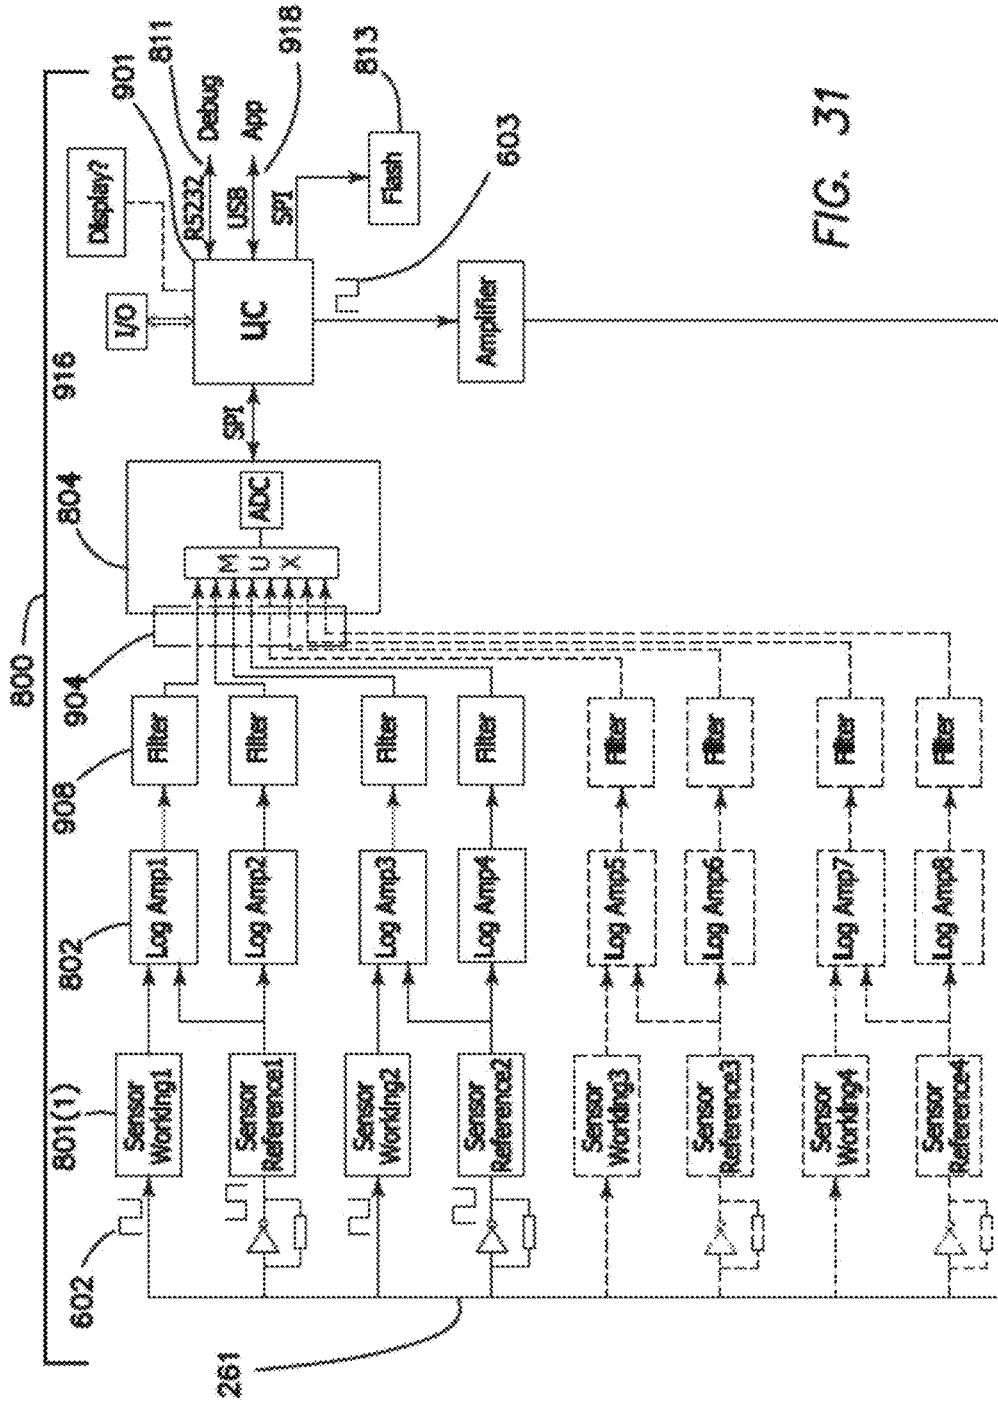 800
602
801(1)
802
908
904
804
916
901
811
918
813
Display?
I/O
RS232
Debug
USB
App
SPI
Flash
603
SPI
ЦC
Amplifier
ADC
M
U
X
Sensor
Working1
Log Amp1
Filter
Sensor
Reference1
Log Amp2
Filter
Sensor
Working2
Log Amp3
Filter
Sensor
Reference2
Log Amp4
Filter
Sensor
Working3
Log Amp5
Filter
Sensor
Reference3
Log Amp6
Filter
Sensor
Working4
Log Amp7
Filter
Sensor
Reference4
Log Amp8
Filter
261
FIG. 31